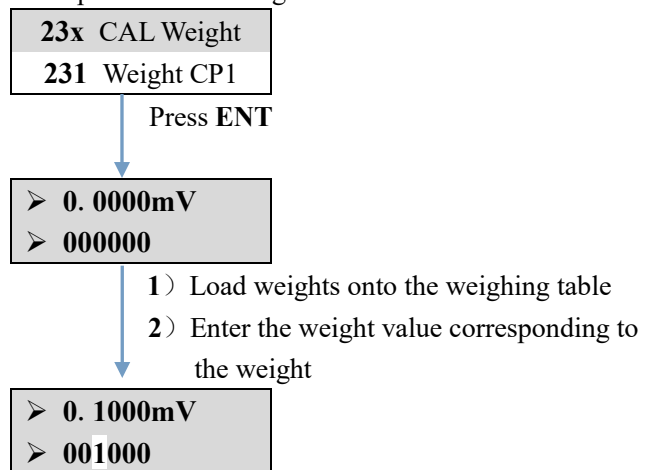 23x CAL Weight
231 Weight CP1
Press ENT
➢ 0. 0000mV
➢ 000000
1）Load weights onto the weighing table
2）Enter the weight value corresponding to
the weight
➢ 0. 1000mV
➢ 001000